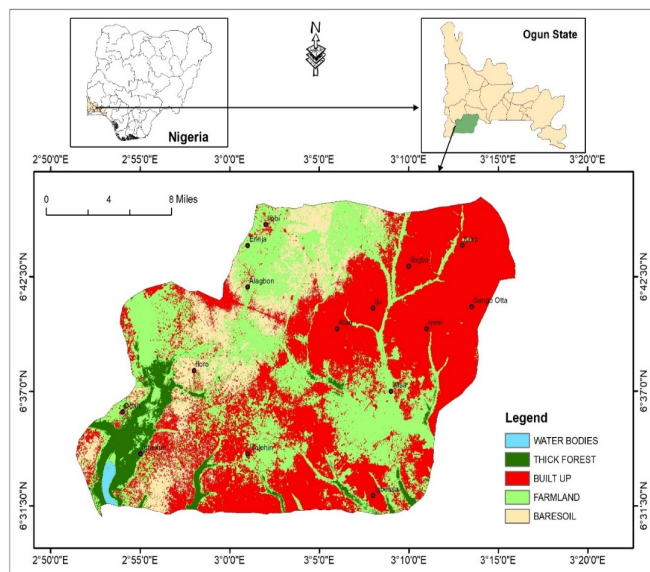 N
Nigeria
Ogun State
2°50'0"E 2°55'0"E 3°1'0"E 3°5'0"E 3°10'0"E 3°15'0"E 3°20'0"E
0 4 8 Miles
Erinja
Alagbon
Sango Otta
Iloro
6°42'30"N
6°42'30"N
6°37'0"N
6°37'0"N
6°31'30"N
6°31'30"N
Legend
WATER BODIES
THICK FOREST
BUILT UP
FARMLAND
BARESOIL
2°50'0"E 2°55'0"E 3°1'0"E 3°5'0"E 3°10'0"E 3°15'0"E 3°20'0"E